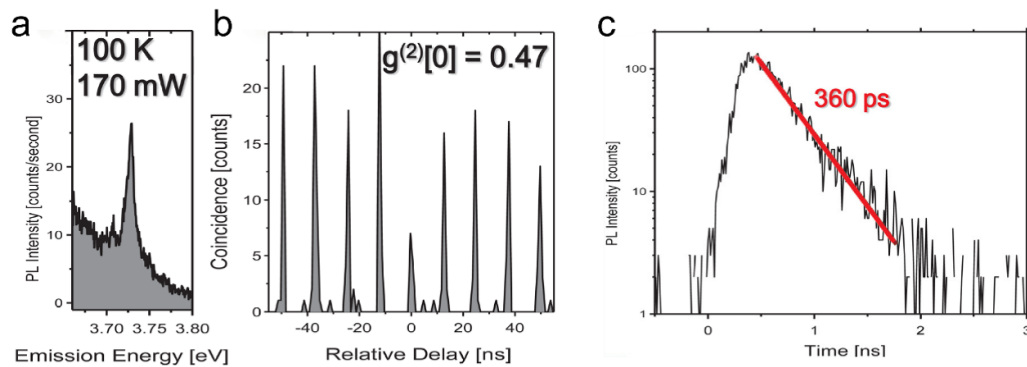 a
100 K
170 mW
PL Intensity [counts/second]
30
20
10
0
3.70
3.75
3.80
Emission Energy [eV]
b
g(2)[0] = 0.47
Coincidence [counts]
25
20
15
10
5
0
-40
-20
0
20
40
Relative Delay [ns]
c
360 ps
PL Intensity [counts]
100
10
1
0
1
2
3
Time [ns]